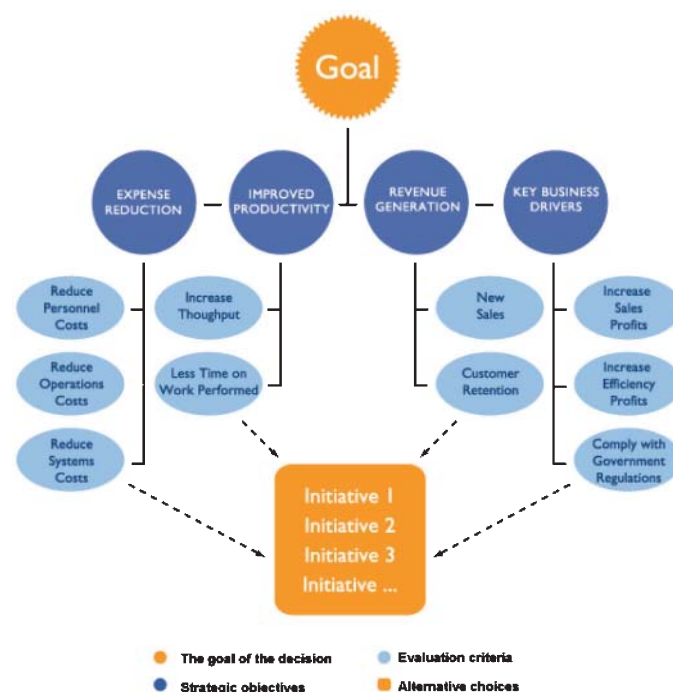 Goal
EXPENSE
REDUCTION
IMPROVED
PRODUCTIVITY
REVENUE
GENERATION
KEY BUSINESS
DRIVERS
Reduce
Personnel
Costs
Reduce
Operations
Costs
Reduce
Systems
Costs
Increase
Thoughput
Less Time on
Work Performed
New
Sales
Customer
Retention
Increase
Sales
Profits
Increase
Efficiency
Profits
Comply with
Government
Regulations
Initiative 1
Initiative 2
Initiative 3
Initiative ...
The goal of the decision
Evaluation criteria
Strategic objectives
Alternative choices